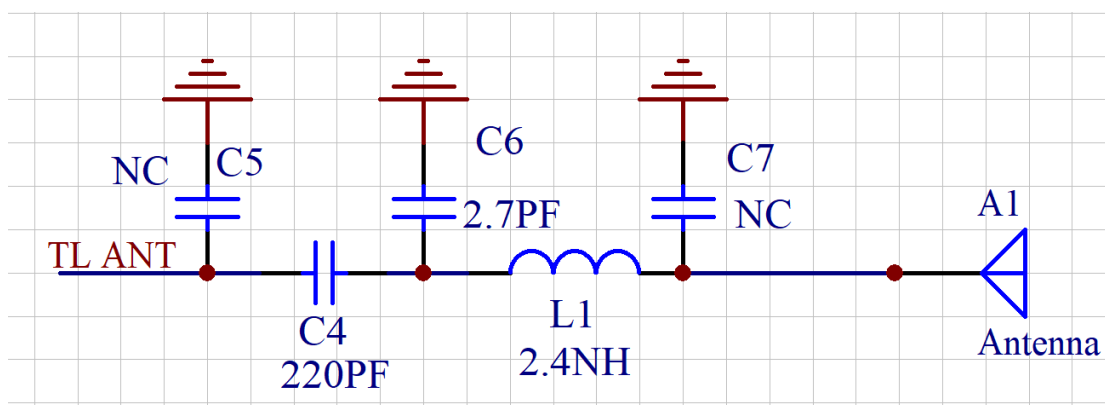 NC
C5
C6
2.7PF
C7
NC
A1
TL ANT
C4
220PF
L1
2.4NH
Antenna